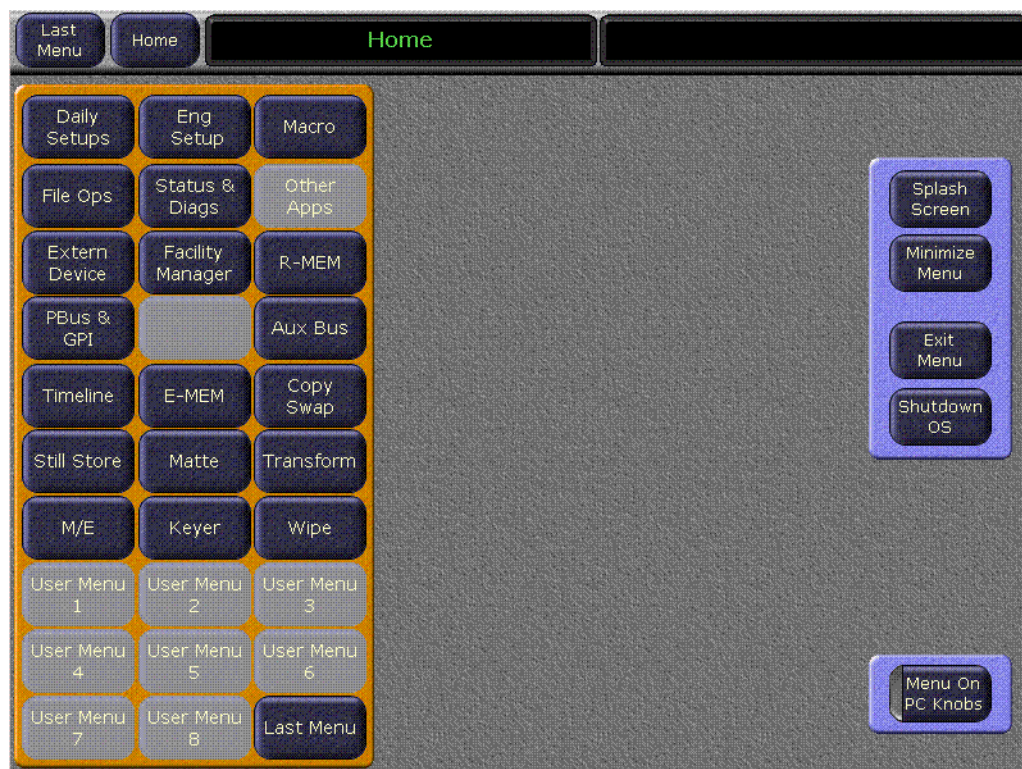 Last
Menu
Home
Home
Daily
Setups
Eng
Setup
Macro
File Ops
Status &
Diags
Other
Apps
Extern
Device
Facility
Manager
R-MEM
PBus &
GPI
Aux Bus
Timeline
E-MEM
Copy
Swap
Still Store
Matte
Transform
M/E
Keyer
Wipe
User Menu
1
User Menu
2
User Menu
3
User Menu
4
User Menu
5
User Menu
6
User Menu
7
User Menu
8
Last Menu
Splash
Screen
Minimize
Menu
Exit
Menu
Shutdown
OS
Menu On
PC Knobs